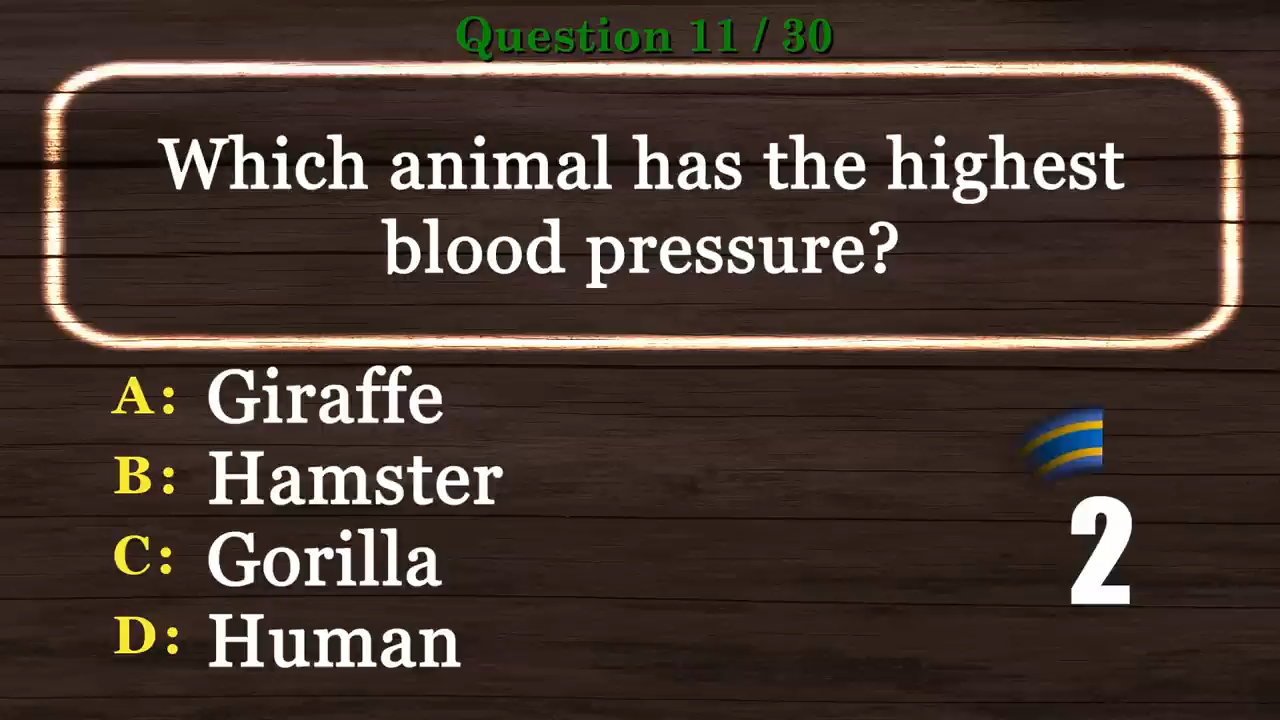 Question 11 / 30
Which animal has the highest
blood pressure?
A: Giraffe
B: Hamster
C: Gorilla
D: Human
2